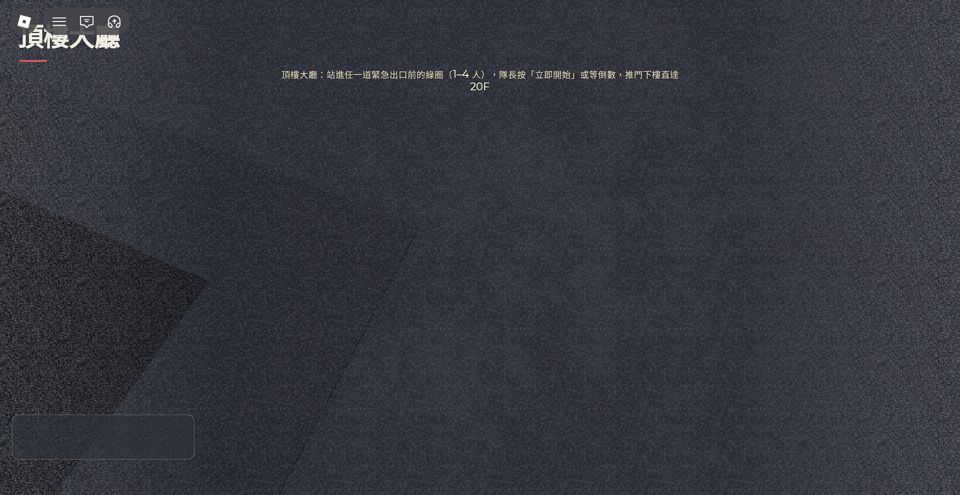 頂樓大廳
頂樓大廳：站進任一道緊急出口前的綠圈（1–4 人），隊長按「立即開始」或等倒數，推門下樓直達
20F